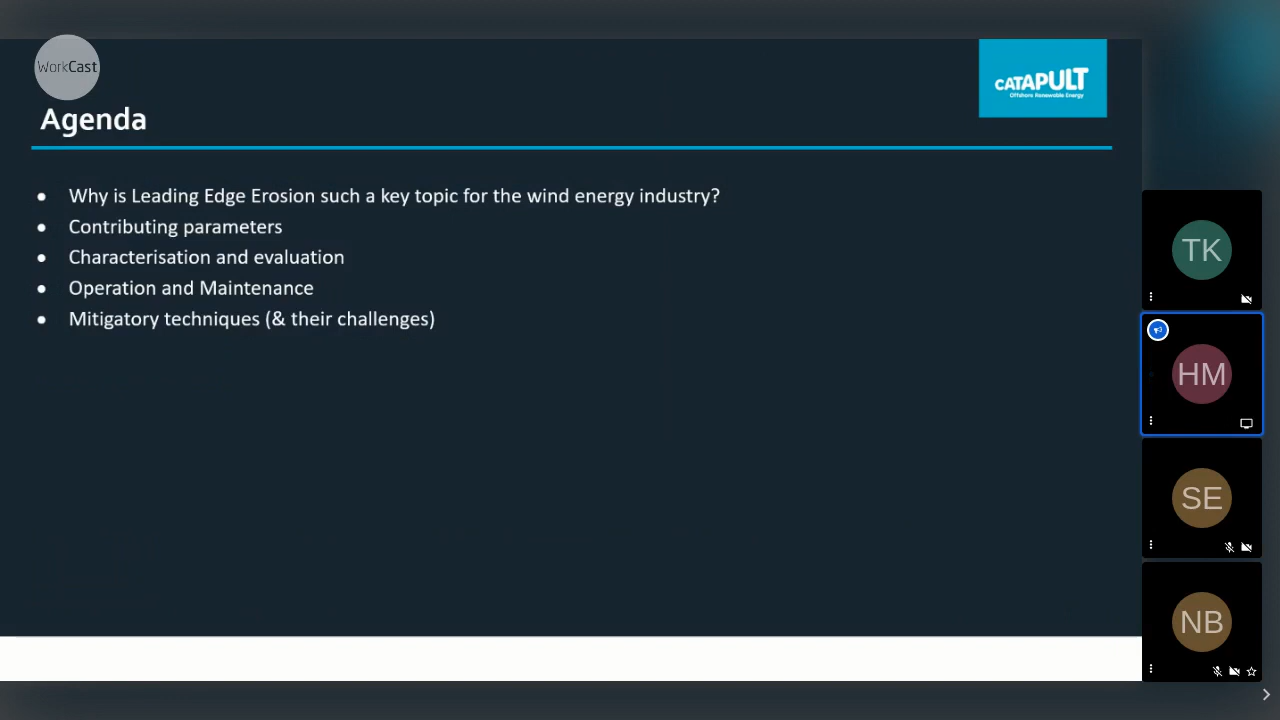 WorkCast
CATAPULT
Offshore Renewable Energy
Agenda
• Why is Leading Edge Erosion such a key topic for the wind energy industry?
• Contributing parameters
• Characterisation and evaluation
• Operation and Maintenance
• Mitigatory techniques (& their challenges)
TK
HM
SE
NB